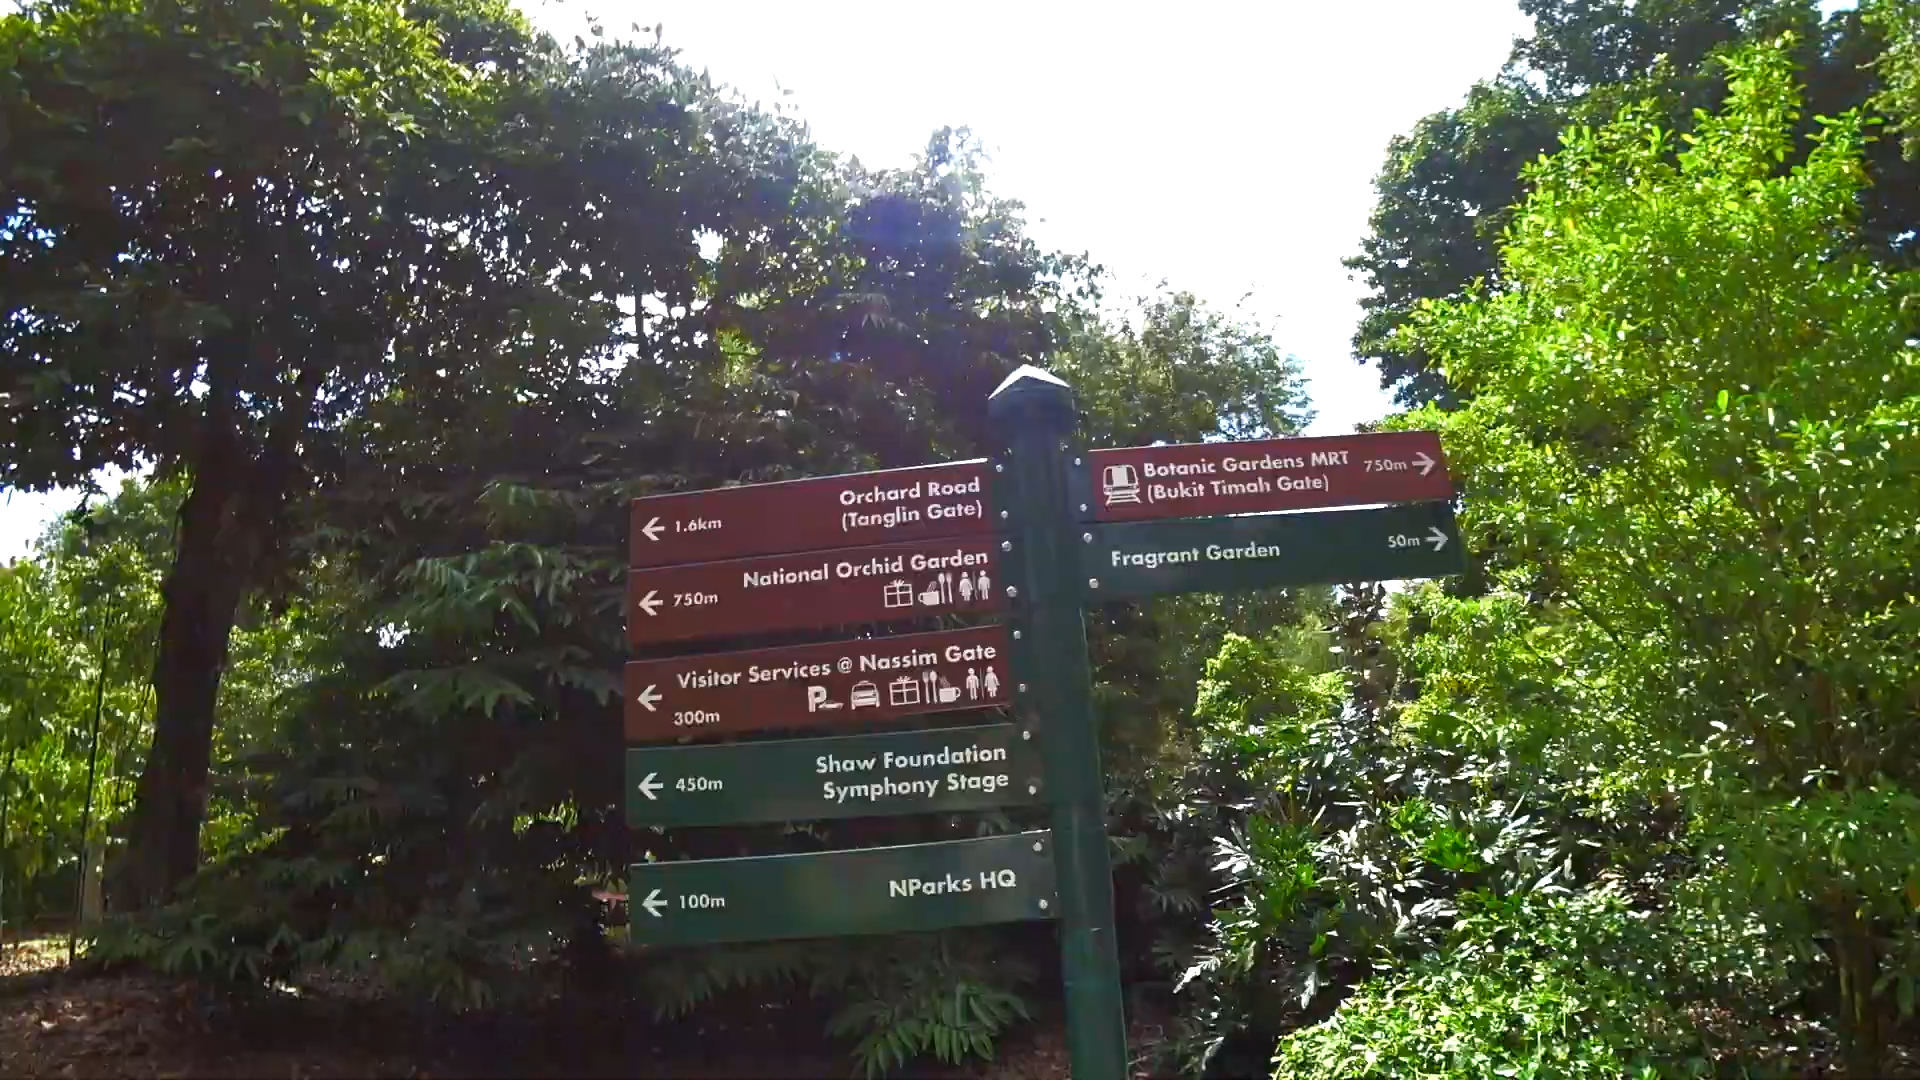 Orchard Road
(Tanglin Gate)
1.6km
National Orchid Garden
750m
Visitor Services @ Nassim Gate
P
300m
Shaw Foundation
Symphony Stage
450m
NParks HQ
100m
Botanic Gardens MRT
(Bukit Timah Gate)
750m
Fragrant Garden
50m